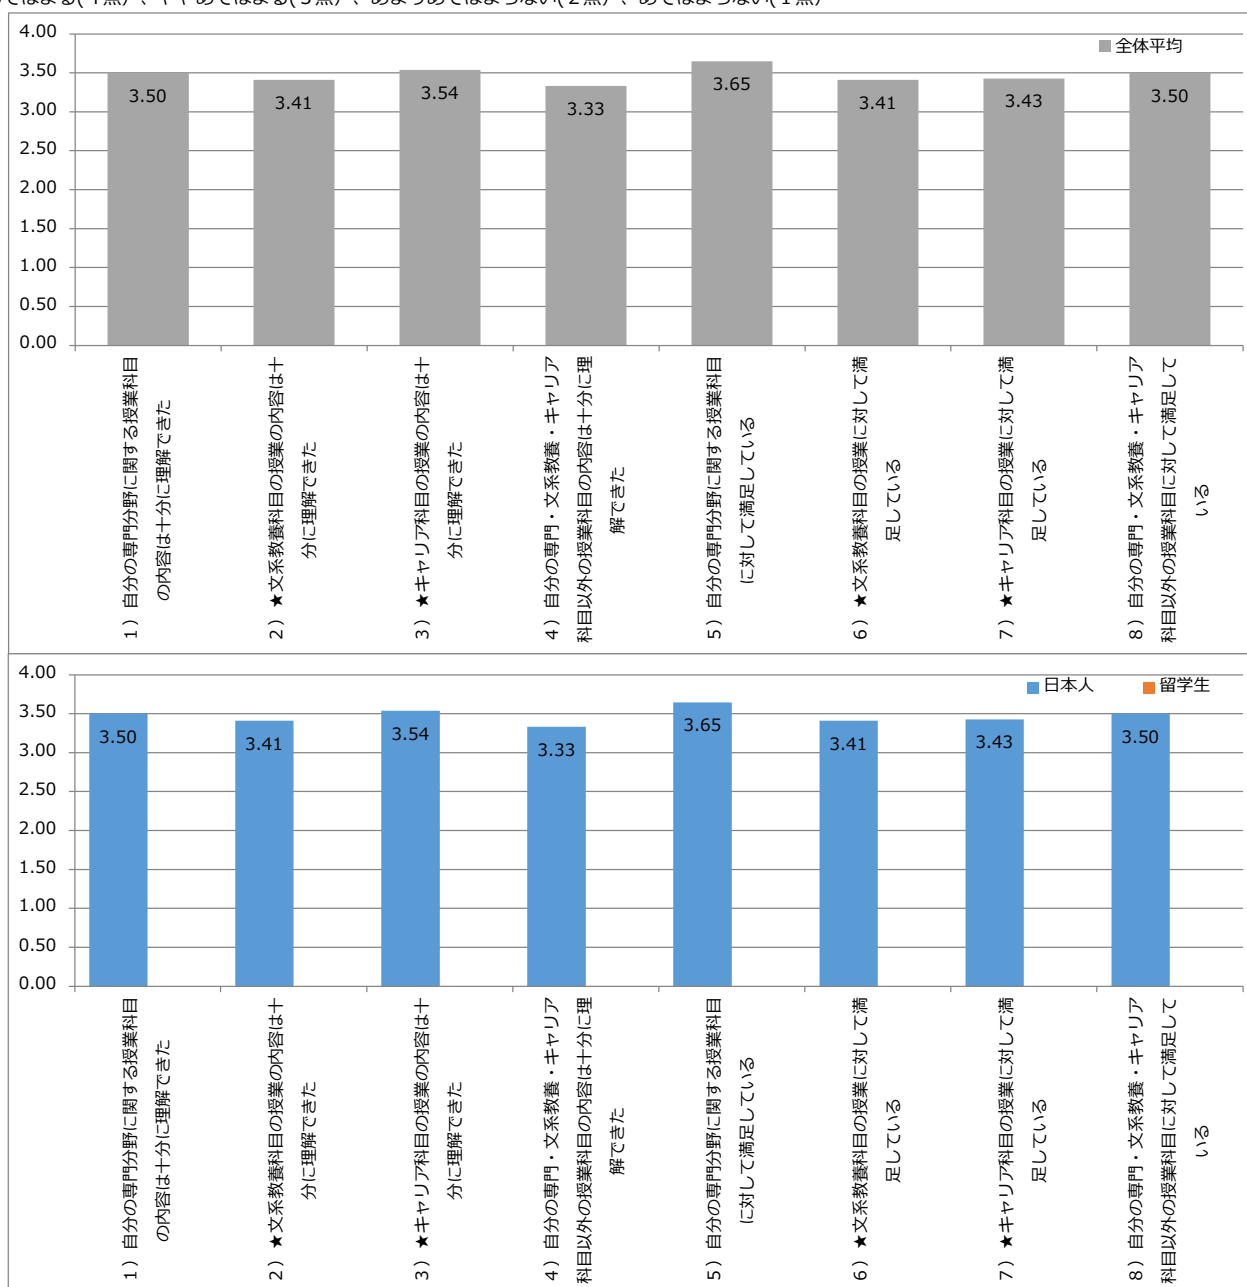 4.00
3.50
3.00
2.50
2.00
1.50
1.00
0.50
0.00
全体平均
3.50
3.41
3.54
3.33
3.65
3.41
3.43
3.50
1）自分の専門分野に関する授業科目
の内容は十分に理解できた
2）★文系教養科目の授業の内容は十
分に理解できた
3）★キャリア科目の授業の内容は十
分に理解できた
4）自分の専門・文系教養・キャリア
科目以外の授業科目の内容は十分に理
解できた
5）自分の専門分野に関する授業科目
に対して満足している
6）★文系教養科目の授業に対して満
足している
7）★キャリア科目の授業に対して満
足している
8）自分の専門・文系教養・キャリア
科目以外の授業科目に対して満足して
いる
4.00
3.50
3.00
2.50
2.00
1.50
1.00
0.50
0.00
日本人
留学生
3.50
3.41
3.54
3.33
3.65
3.41
3.43
3.50
1）自分の専門分野に関する授業科目
の内容は十分に理解できた
2）★文系教養科目の授業の内容は十
分に理解できた
3）★キャリア科目の授業の内容は十
分に理解できた
4）自分の専門・文系教養・キャリア
科目以外の授業科目の内容は十分に理
解できた
5）自分の専門分野に関する授業科目
に対して満足している
6）★文系教養科目の授業に対して満
足している
7）★キャリア科目の授業に対して満
足している
8）自分の専門・文系教養・キャリア
科目以外の授業科目に対して満足して
いる